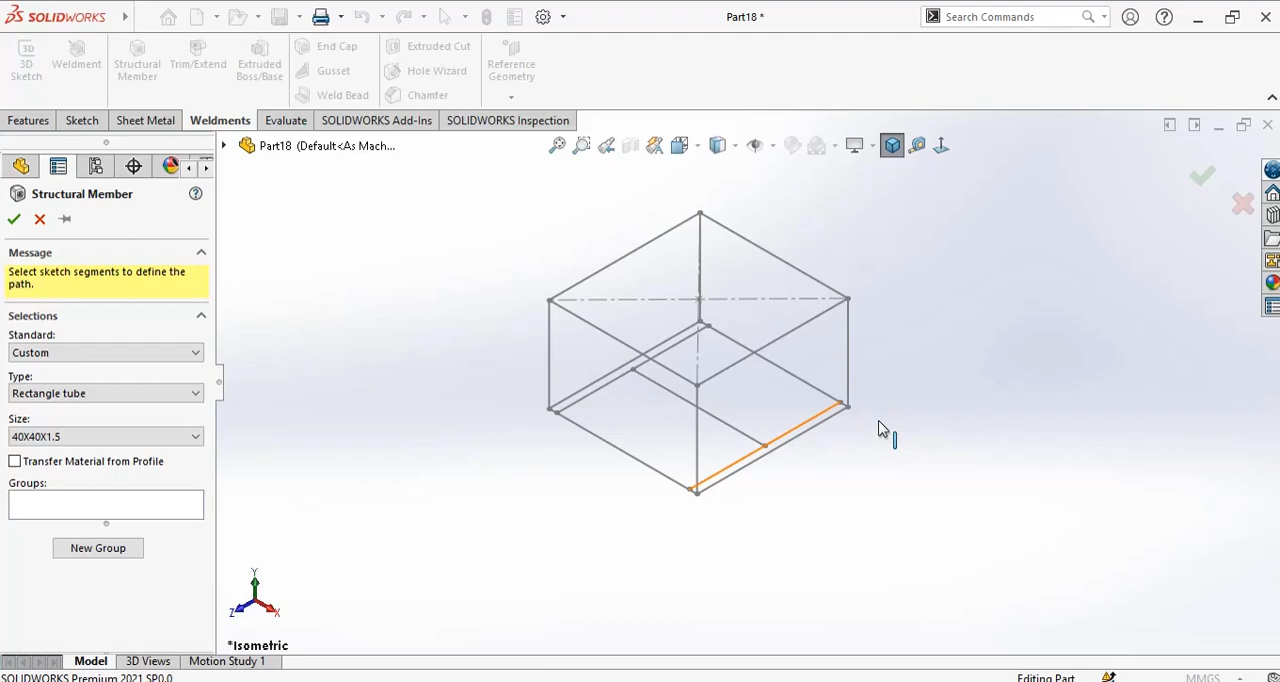 SOLIDWORKS
Part18 *
Search Commands
3D Sketch
Weldment
Structural Member
Trim/Extend
Extruded Boss/Base
End Cap
Gusset
Weld Bead
Extruded Cut
Hole Wizard
Chamfer
Reference Geometry
Features
Sketch
Sheet Metal
Weldments
Evaluate
SOLIDWORKS Add-Ins
SOLIDWORKS Inspection
Part18 (Default<As Mach...
Structural Member
Message
Select sketch segments to define the
path.
Selections
Standard:
Custom
Type:
Rectangle tube
Size:
40X40X1.5
Transfer Material from Profile
Groups:
New Group
Y
Z
X
*Isometric
Model
3D Views
Motion Study 1
SOLIDWORKS Premium 2021 SP0.0
Editing Part
MMGS